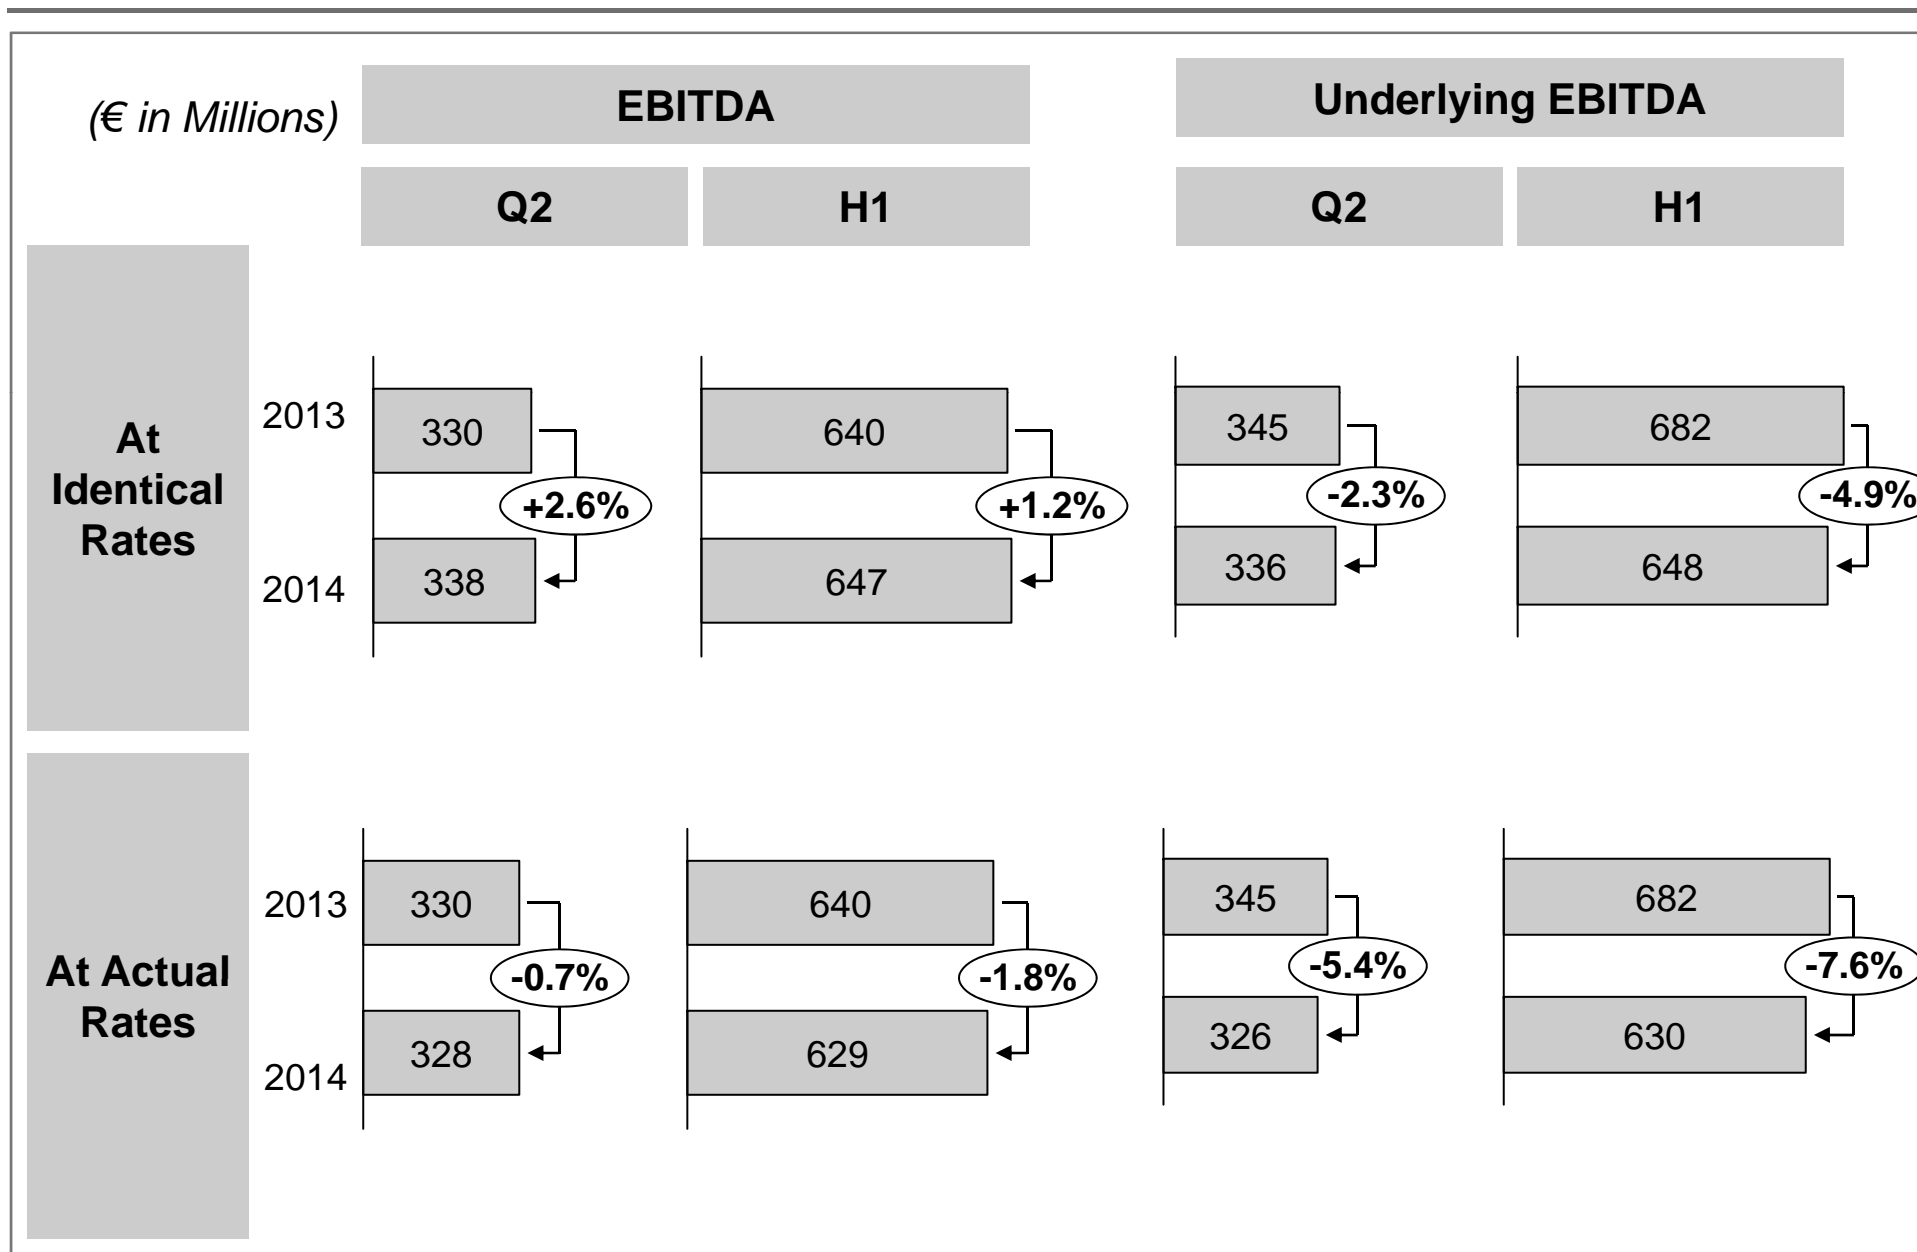 (€ in Millions)
EBITDA
Underlying EBITDA
Q2
H1
Q2
H1
At
Identical
Rates
2013
330
640
345
682
+2.6%
+1.2%
-2.3%
-4.9%
2014
338
647
336
648
At Actual
Rates
2013
330
640
345
682
-0.7%
-1.8%
-5.4%
-7.6%
2014
328
629
326
630